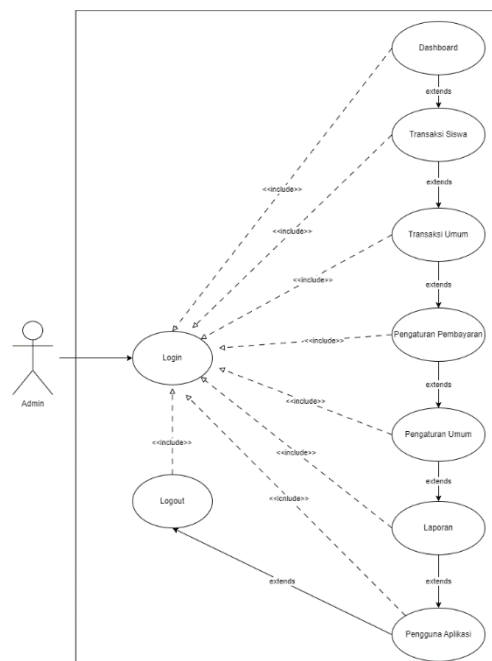 Dashboard
extends
Transaksi Siswa
<<include>>
extends
<<include>>
Transaksi Umum
<<include>>
extends
Pengaturan Pembayaran
<<include>>
Login
Admin
extends
<<include>>
Pengaturan Umum
<<include>>
<<include>>
extends
Logout
<<include>>
Laporan
extends
extends
Pengguna Aplikasi